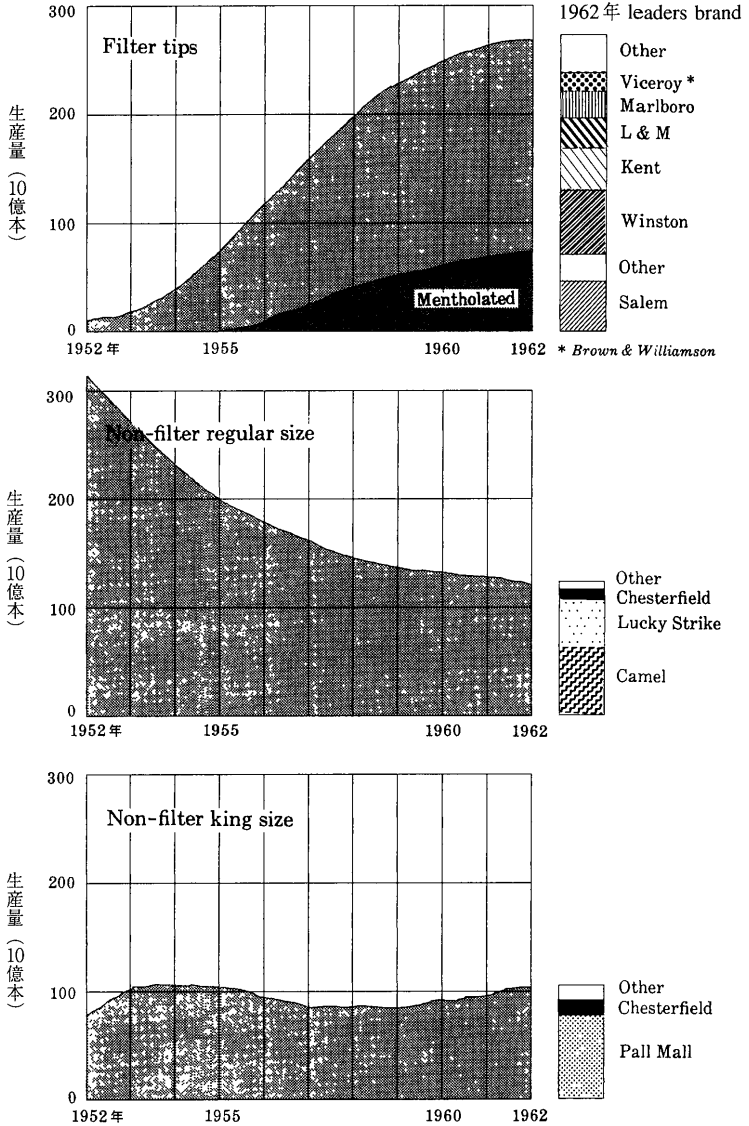 1962年 leaders brand
300
Filter tips
200
100
0
生産量（10億本）
Mentholated
1952年
1955
1960
1962
Other
Viceroy *
Marlboro
L & M
Kent
Winston
Other
Salem
* Brown & Williamson
300
Non-filter regular size
200
100
0
生産量（10億本）
1952年
1955
1960
1962
Other
Chesterfield
Lucky Strike
Camel
300
Non-filter king size
200
100
0
生産量（10億本）
1952年
1955
1960
1962
Other
Chesterfield
Pall Mall